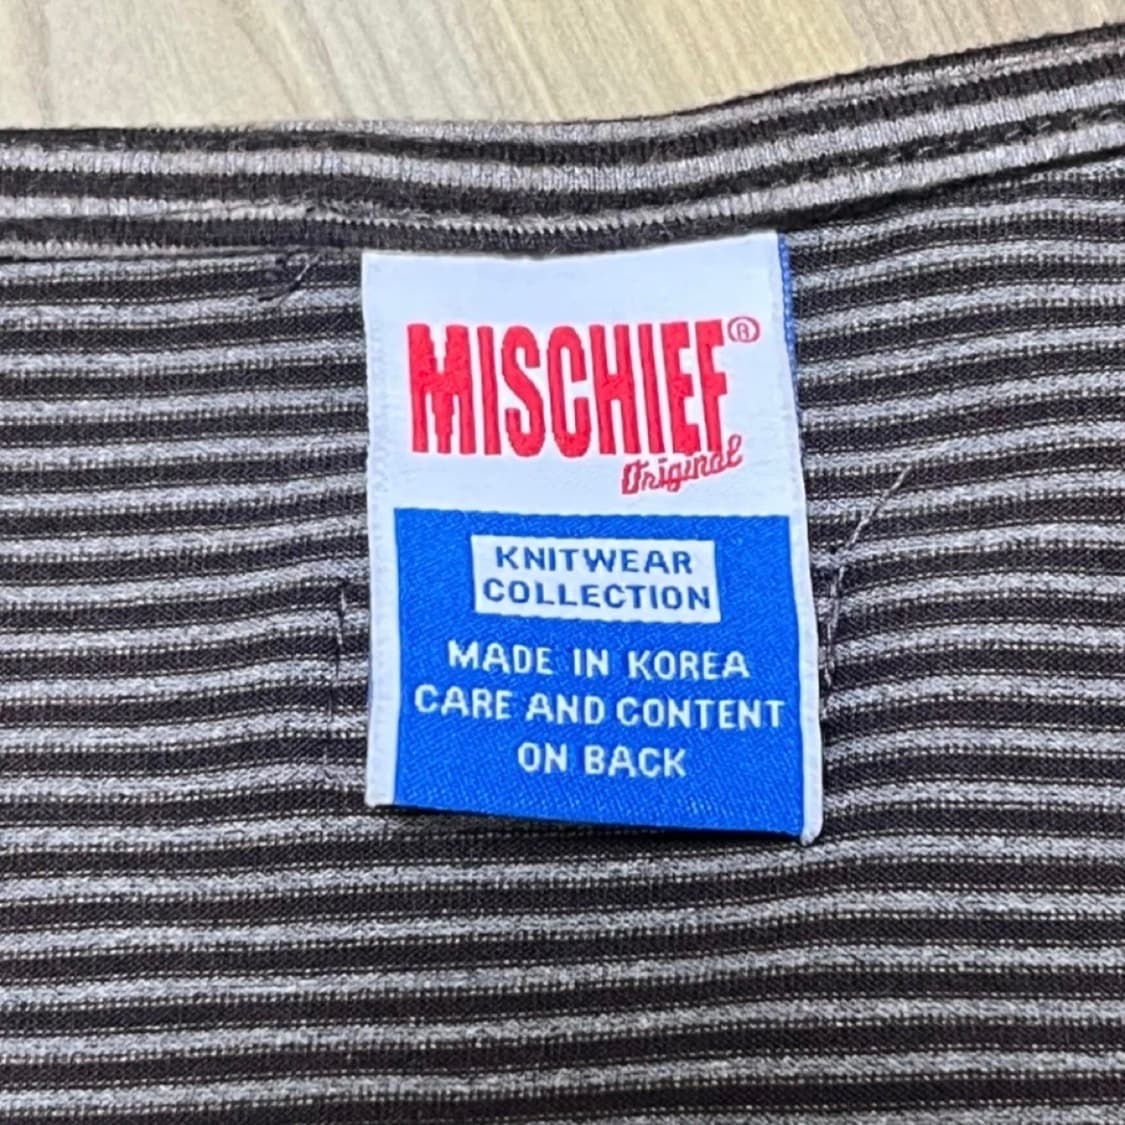 MISCHIEF®
Original
KNITWEAR
COLLECTION
MADE IN KOREA
CARE AND CONTENT
ON BACK